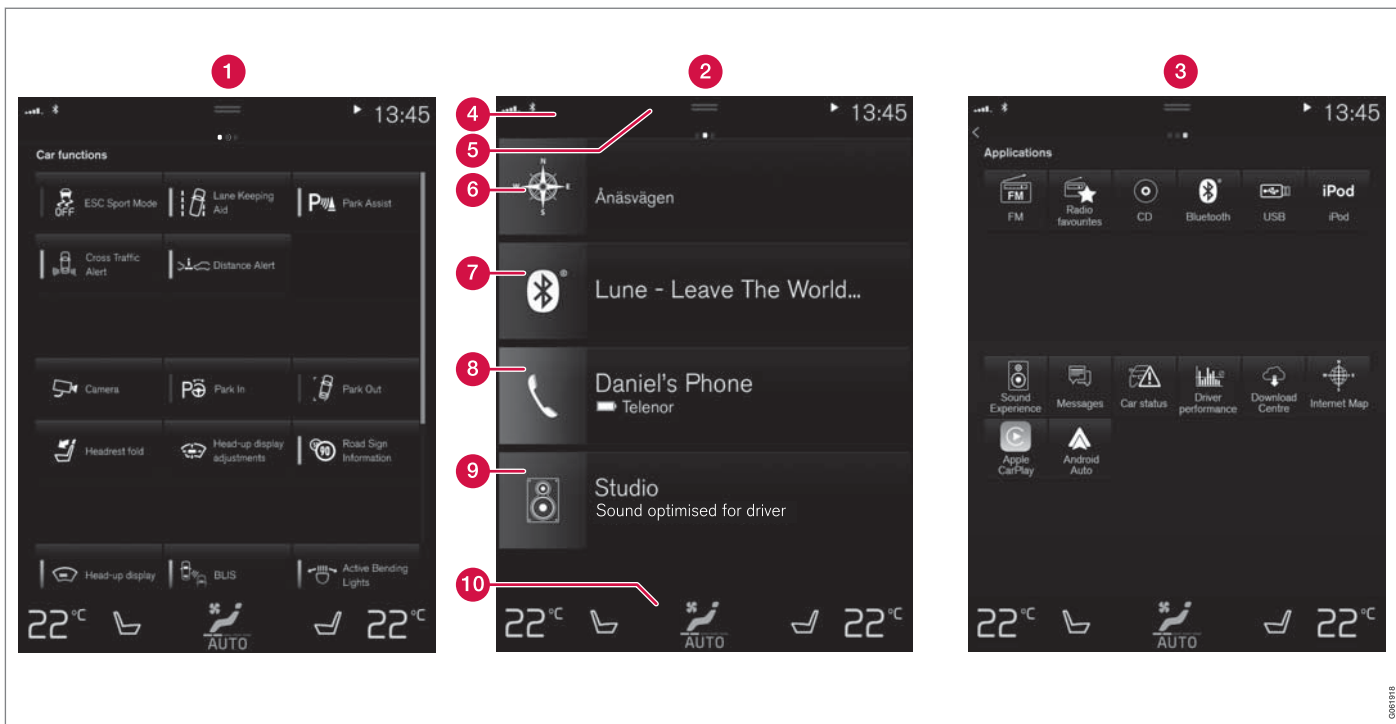 1
13:45
Car functions
OFF
ESC Sport Mode
Lane Keeping
Aid
P
Park Assist
Cross Traffic
Alert
Distance Alert
Camera
P
Park In
Park Out
Headrest fold
Head-up display
adjustments
90
Road Sign
Information
Head-up display
BLIS
Active Bending
Lights
22°C
AUTO
22°C
2
4
13:45
5
6
N
W
E
S
Ånäsvägen
7
Lune - Leave The World...
8
Daniel's Phone
Telenor
9
Studio
Sound optimised for driver
10
22°C
AUTO
22°C
3
13:45
Applications
FM
FM
Radio
favourites
CD
Bluetooth
USB
iPod
iPod
Sound
Experience
Messages
Car status
Driver
performance
Download
Centre
Internet Map
Apple
CarPlay
Android
Auto
22°C
AUTO
22°C
G061918